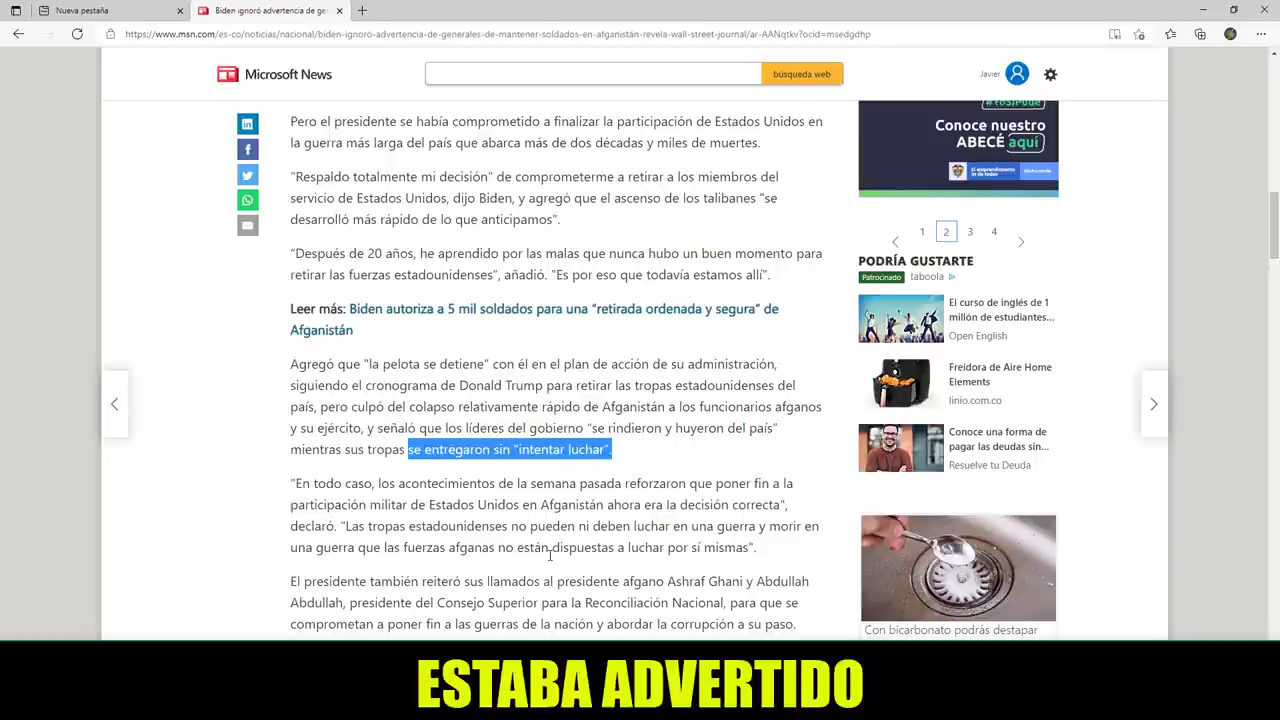 Nueva pestaña
Biden ignoró advertencia de gen
https://www.msn.com/es-co/noticias/nacional/biden-ignoró-advertencia-de-generales-de-mantener-soldados-en-afganistán-reveia-wall-street-journal/ar-AANqtkv?ocid=msedgdhp
Microsoft News
búsqueda web
Javier
Pero el presidente se había comprometido a finalizar la participación de Estados Unidos en
la guerra más larga del país que abarca más de dos décadas y miles de muertes.
"Respaldo totalmente mi decisión" de comprometerme a retirar a los miembros del
servicio de Estados Unidos, dijo Biden, y agregó que el ascenso de los talibanes "se
desarrolló más rápido de lo que anticipamos".
“Después de 20 años, he aprendido por las malas que nunca hubo un buen momento para
retirar las fuerzas estadounidenses”, añadió. "Es por eso que todavía estamos allí".
Leer más: Biden autoriza a 5 mil soldados para una “retirada ordenada y segura” de
Afganistán
Agregó que "la pelota se detiene" con él en el plan de acción de su administración,
siguiendo el cronograma de Donald Trump para retirar las tropas estadounidenses del
país, pero culpó del colapso relativamente rápido de Afganistán a los funcionarios afganos
y su ejército, y señaló que los líderes del gobierno “se rindieron y huyeron del país”
mientras sus tropas se entregaron sin “intentar luchar”.
"En todo caso, los acontecimientos de la semana pasada reforzaron que poner fin a la
participación militar de Estados Unidos en Afganistán ahora era la decisión correcta",
declaró. "Las tropas estadounidenses no pueden ni deben luchar en una guerra y morir en
una guerra que las fuerzas afganas no están dispuestas a luchar por sí mismas".
El presidente también reiteró sus llamados al presidente afgano Ashraf Ghani y Abdullah
Abdullah, presidente del Consejo Superior para la Reconciliación Nacional, para que se
comprometan a poner fin a las guerras de la nación y abordar la corrupción a su paso.
#YoSíPude
Conoce nuestro
ABECÉ aquí
1 2 3 4
PODRÍA GUSTARTE
Patrocinado taboola
El curso de inglés de 1
millón de estudiantes...
Open English
Freidora de Aire Home
Elements
linio.com.co
Conoce una forma de
pagar las deudas sin...
Resuelve tu Deuda
Con bicarbonato podrás destapar
ESTABA ADVERTIDO